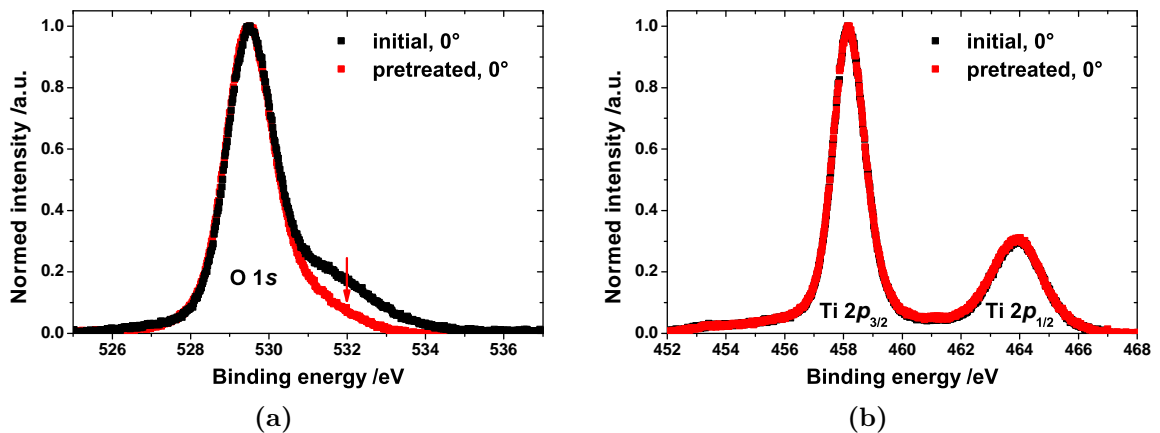 1.0
0.8
0.6
0.4
0.2
0.0
Normed intensity /a.u.
initial, 0°
pretreated, 0°
O 1s
526 528 530 532 534 536
Binding energy /eV
(a)
1.0
0.8
0.6
0.4
0.2
0.0
Normed intensity /a.u.
initial, 0°
pretreated, 0°
Ti 2p3/2 Ti 2p1/2
452 454 456 458 460 462 464 466 468
Binding energy /eV
(b)